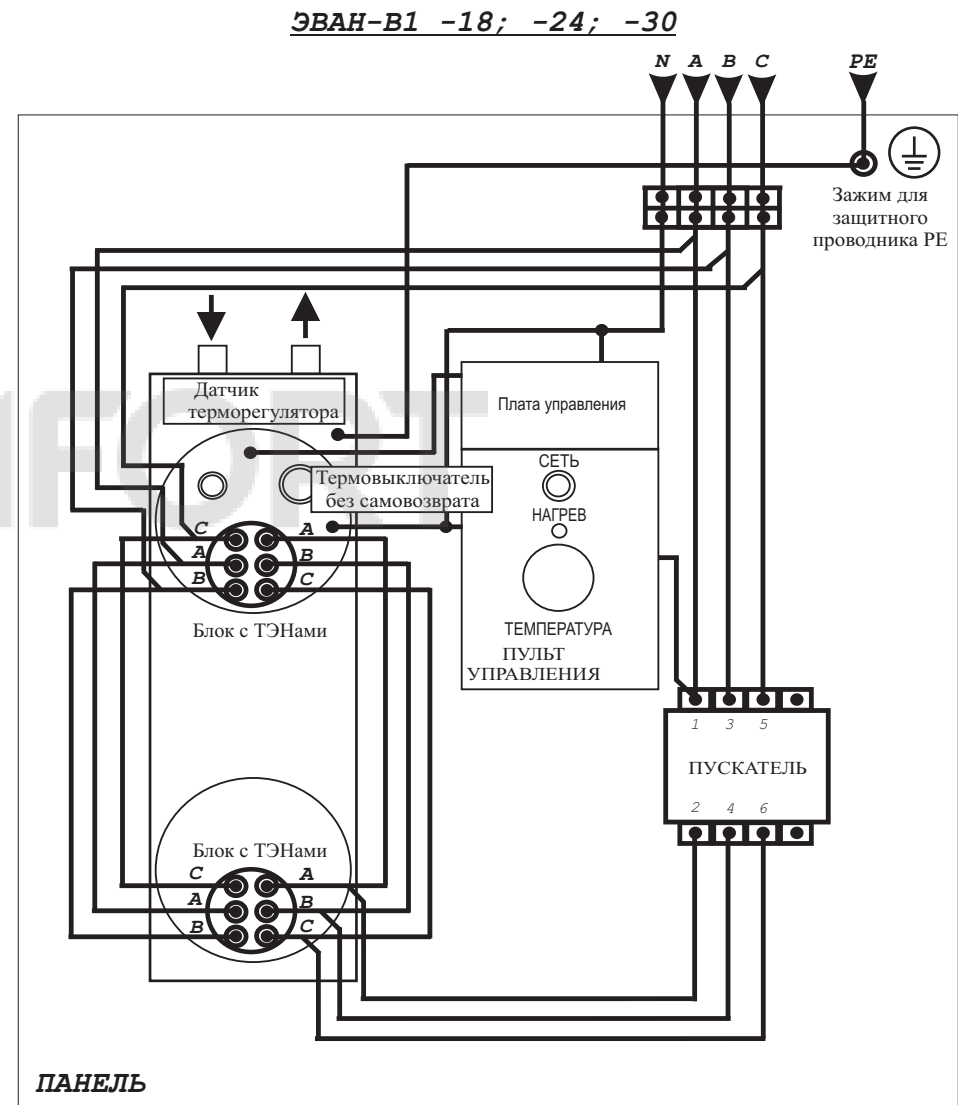 ЭВАН-В1 -18; -24; -30
N A B C PE
Зажим для
защитного
проводника РЕ
Датчик
терморегулятора
Плата управления
Термовыключатель
без самовозврата
СЕТЬ
НАГРЕВ
C A
A B
B C
Блок с ТЭНами
ТЕМПЕРАТУРА
ПУЛЬТ
УПРАВЛЕНИЯ
1 3 5
ПУСКАТЕЛЬ
2 4 6
Блок с ТЭНами
C A
A B
B C
ПАНЕЛЬ